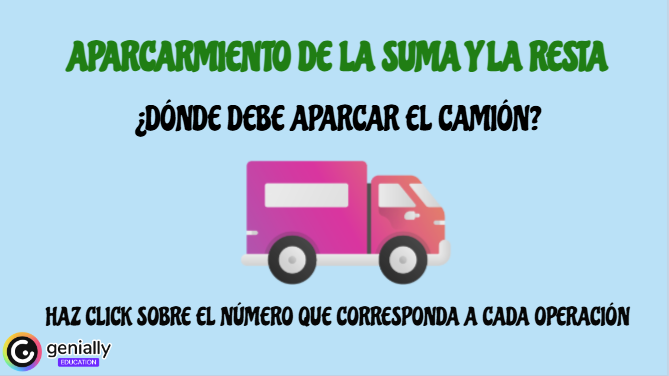 APARCARMIENTO DE LA SUMA Y LA RESTA
¿DÓNDE DEBE APARCAR EL CAMIÓN?
HAZ CLICK SOBRE EL NÚMERO QUE CORRESPONDA A CADA OPERACIÓN
genially
EDUCATION